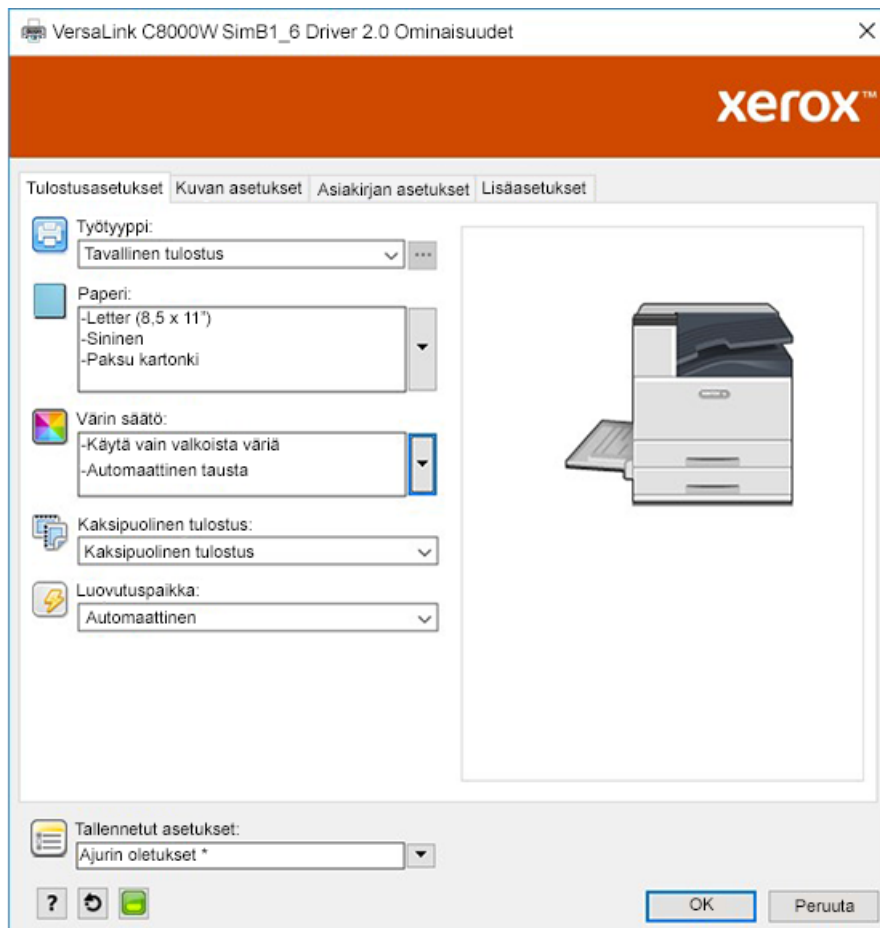 VersaLink C8000W SimB1_6 Driver 2.0 Ominaisuudet
xerox™
Tulostusasetukset
Kuvan asetukset
Asiakirjan asetukset
Lisäasetukset
Työtyyppi:
Tavallinen tulostus
Paperi:
-Letter (8,5 x 11”)
-Sininen
-Paksu kartonki
Värin säätö:
-Käytä vain valkoista väriä
-Automaattinen tausta
Kaksipuolinen tulostus:
Kaksipuolinen tulostus
Luovutuspaikka:
Automaattinen
Tallennetut asetukset:
Ajurin oletukset *
?
OK
Peruuta